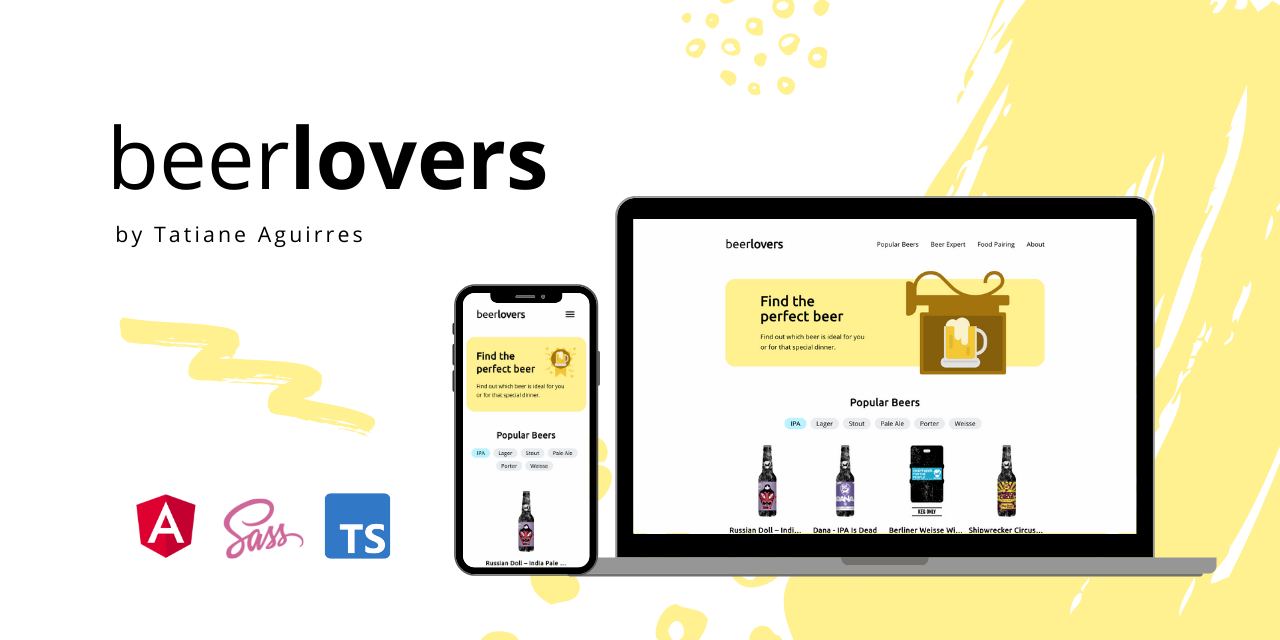 beerlovers
by Tatiane Aguirres
A
Sass
TS
beerlovers
Find the
perfect beer
Find out which beer is ideal for you
or for that special dinner.
Popular Beers
IPA Lager Stout Pale Ale
Porter Weisse
Russian Doll – India Pale ...
beerlovers Popular Beers Beer Expert Food Pairing About
Find the
perfect beer
Find out which beer is ideal for you
or for that special dinner.
Popular Beers
IPA Lager Stout Pale Ale Porter Weisse
DANA
KEG ONLY
Russian Doll – Indi... Dana - IPA Is Dead Berliner Weisse Wi... Shipwrecker Circus...